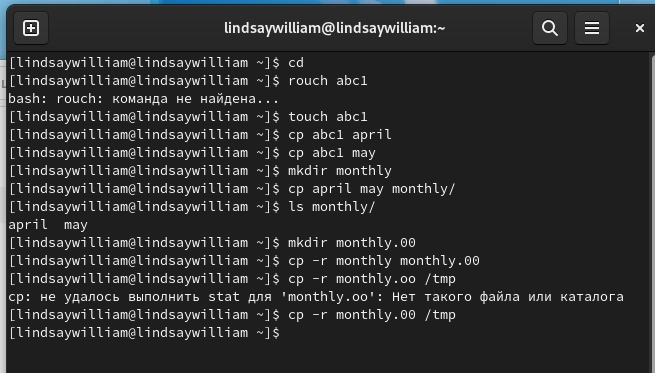 lindsaywilliam@lindsaywilliam:~
[lindsaywilliam@lindsaywilliam ~]$ cd
[lindsaywilliam@lindsaywilliam ~]$ rouch abc1
bash: rouch: команда не найдена...
[lindsaywilliam@lindsaywilliam ~]$ touch abc1
[lindsaywilliam@lindsaywilliam ~]$ cp abc1 april
[lindsaywilliam@lindsaywilliam ~]$ cp abc1 may
[lindsaywilliam@lindsaywilliam ~]$ mkdir monthly
[lindsaywilliam@lindsaywilliam ~]$ cp april may monthly/
[lindsaywilliam@lindsaywilliam ~]$ ls monthly/
april  may
[lindsaywilliam@lindsaywilliam ~]$ mkdir monthly.00
[lindsaywilliam@lindsaywilliam ~]$ cp -r monthly monthly.00
[lindsaywilliam@lindsaywilliam ~]$ cp -r monthly.oo /tmp
cp: не удалось выполнить stat для 'monthly.oo': Нет такого файла или каталога
[lindsaywilliam@lindsaywilliam ~]$ cp -r monthly.00 /tmp
[lindsaywilliam@lindsaywilliam ~]$